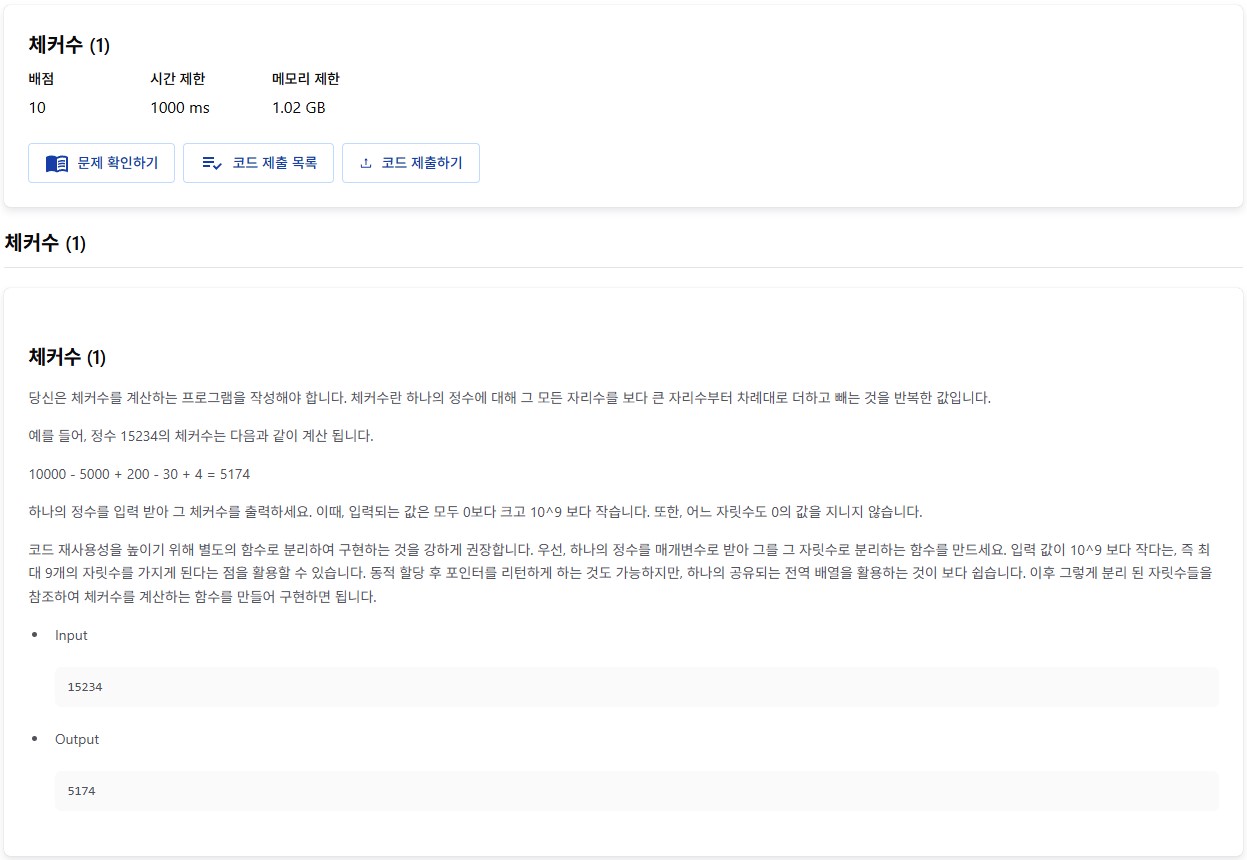 체커수 (1)
배점 시간 제한 메모리 제한
10 1000 ms 1.02 GB
문제 확인하기 코드 제출 목록 코드 제출하기
체커수 (1)
체커수 (1)
당신은 체커수를 계산하는 프로그램을 작성해야 합니다. 체커수란 하나의 정수에 대해 그 모든 자리수를 보다 큰 자리수부터 차례대로 더하고 빼는 것을 반복한 값입니다.
예를 들어, 정수 15234의 체커수는 다음과 같이 계산 됩니다.
10000 - 5000 + 200 - 30 + 4 = 5174
하나의 정수를 입력 받아 그 체커수를 출력하세요. 이때, 입력되는 값은 모두 0보다 크고 10^9 보다 작습니다. 또한, 어느 자릿수도 0의 값을 지니지 않습니다.
코드 재사용성을 높이기 위해 별도의 함수로 분리하여 구현하는 것을 강하게 권장합니다. 우선, 하나의 정수를 매개변수로 받아 그를 그 자릿수로 분리하는 함수를 만드세요. 입력 값이 10^9 보다 작다는, 즉 최
대 9개의 자릿수를 가지게 된다는 점을 활용할 수 있습니다. 동적 할당 후 포인터를 리턴하게 하는 것도 가능하지만, 하나의 공유되는 전역 배열을 활용하는 것이 보다 쉽습니다. 이후 그렇게 분리 된 자릿수들을
참조하여 체커수를 계산하는 함수를 만들어 구현하면 됩니다.
• Input
15234
• Output
5174